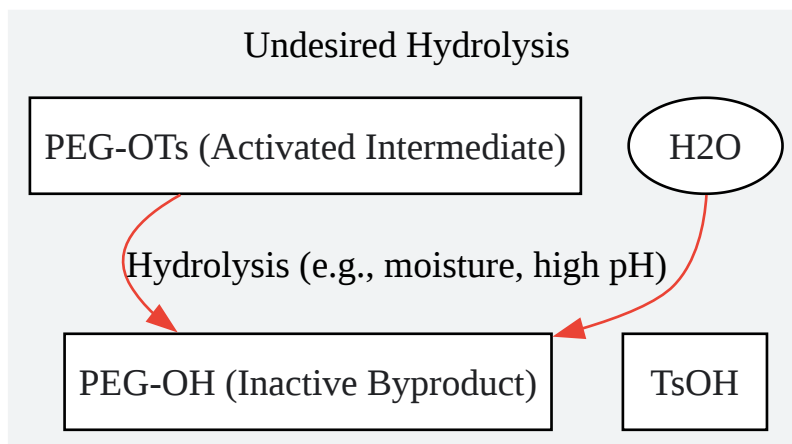 Undesired Hydrolysis
PEG-OTs (Activated Intermediate)
H2O
Hydrolysis (e.g., moisture, high pH)
PEG-OH (Inactive Byproduct)
TsOH